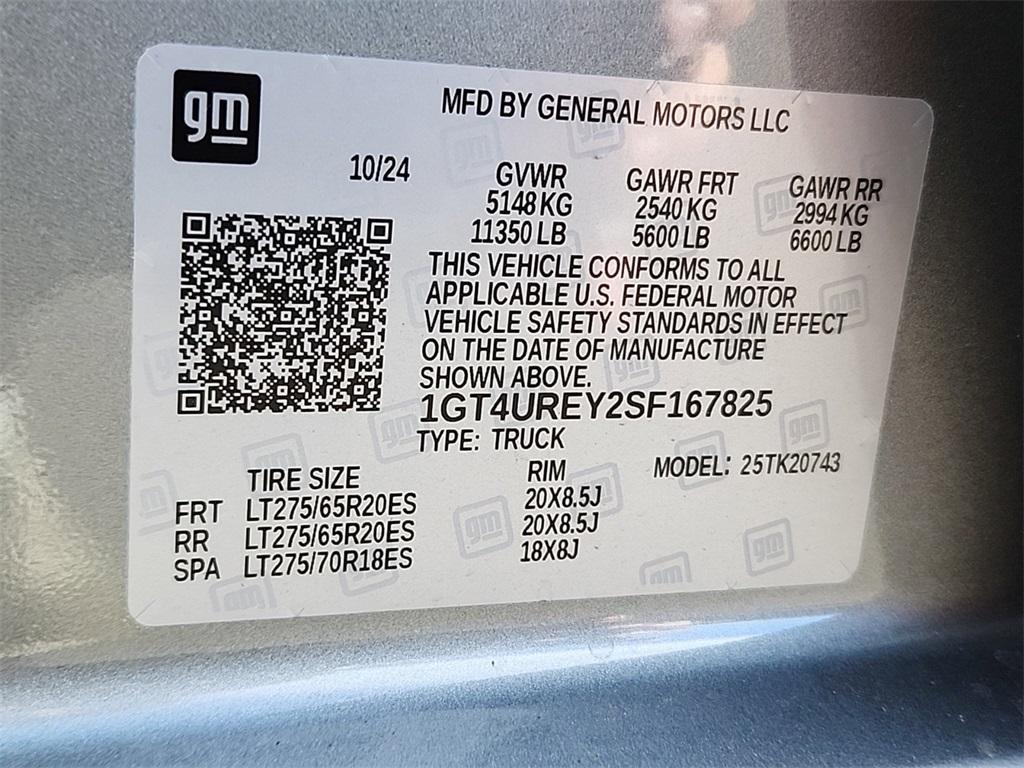 gm
MFD BY GENERAL MOTORS LLC
10/24
GVWR GAWR FRT GAWR RR
5148 KG 2540 KG 2994 KG
11350 LB 5600 LB 6600 LB
THIS VEHICLE CONFORMS TO ALL
APPLICABLE U.S. FEDERAL MOTOR
VEHICLE SAFETY STANDARDS IN EFFECT
ON THE DATE OF MANUFACTURE
SHOWN ABOVE.
1GT4UREY2SF167825
TYPE: TRUCK
MODEL: 25TK20743
TIRE SIZE RIM
FRT LT275/65R20ES 20X8.5J
RR LT275/65R20ES 20X8.5J
SPA LT275/70R18ES 18X8J